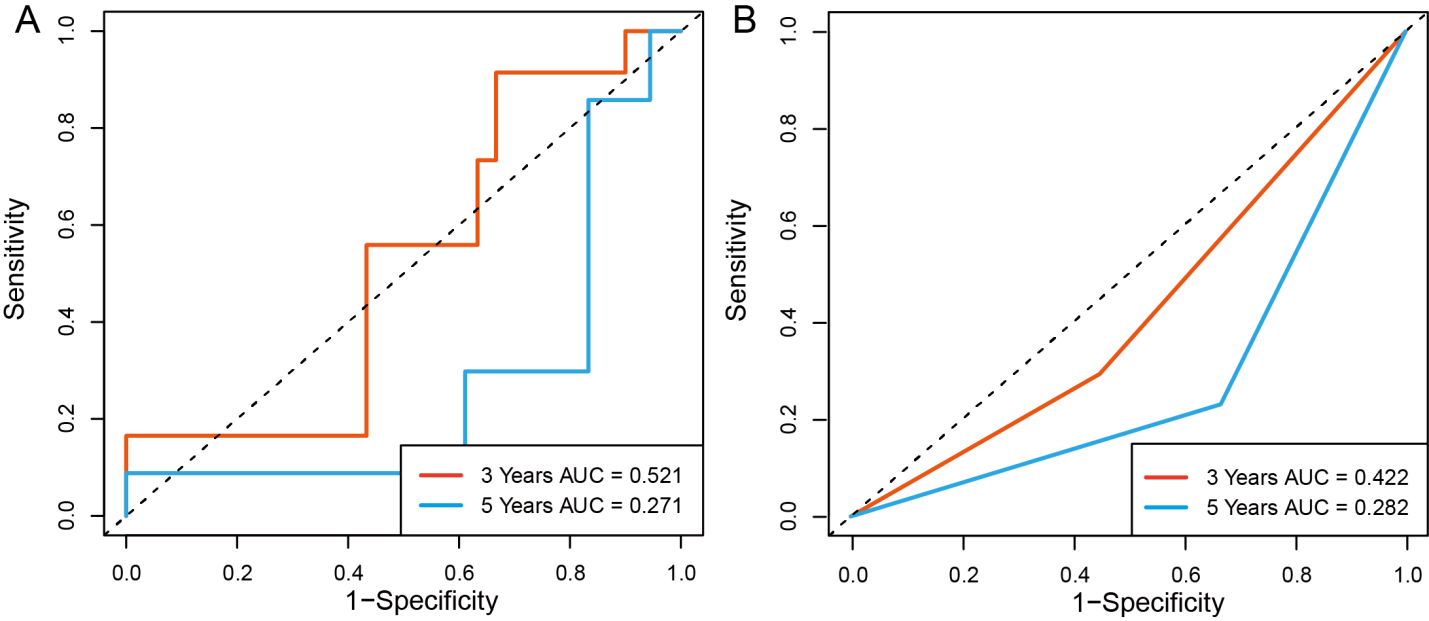 A
Sensitivity
1.0
0.8
0.6
0.4
0.2
0.0
3 Years AUC = 0.521
5 Years AUC = 0.271
0.0 0.2 0.4 0.6 0.8 1.0
1−Specificity
B
Sensitivity
1.0
0.8
0.6
0.4
0.2
0.0
3 Years AUC = 0.422
5 Years AUC = 0.282
0.0 0.2 0.4 0.6 0.8 1.0
1−Specificity